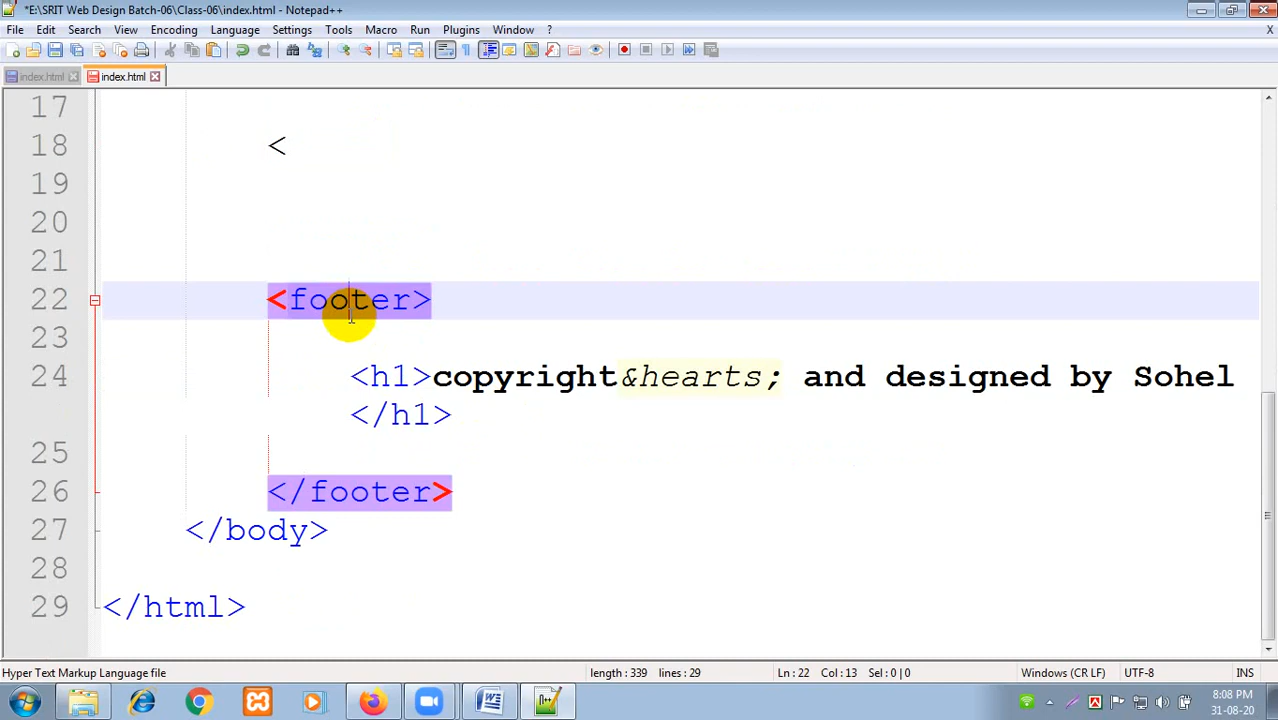 *E:\SRIT Web Design Batch-06\Class-06\index.html - Notepad++
File Edit Search View Encoding Language Settings Tools Macro Run Plugins Window ? X
index.html index.html
17
18 <
19
20
21
22 <footer>
23
24 <h1>copyright&hearts; and designed by Sohel
</h1>
25
26 </footer>
27 </body>
28
29 </html>
Hyper Text Markup Language file length : 339 lines : 29 Ln : 22 Col : 13 Sel : 0 | 0 Windows (CR LF) UTF-8 INS
8:08 PM
31-08-20